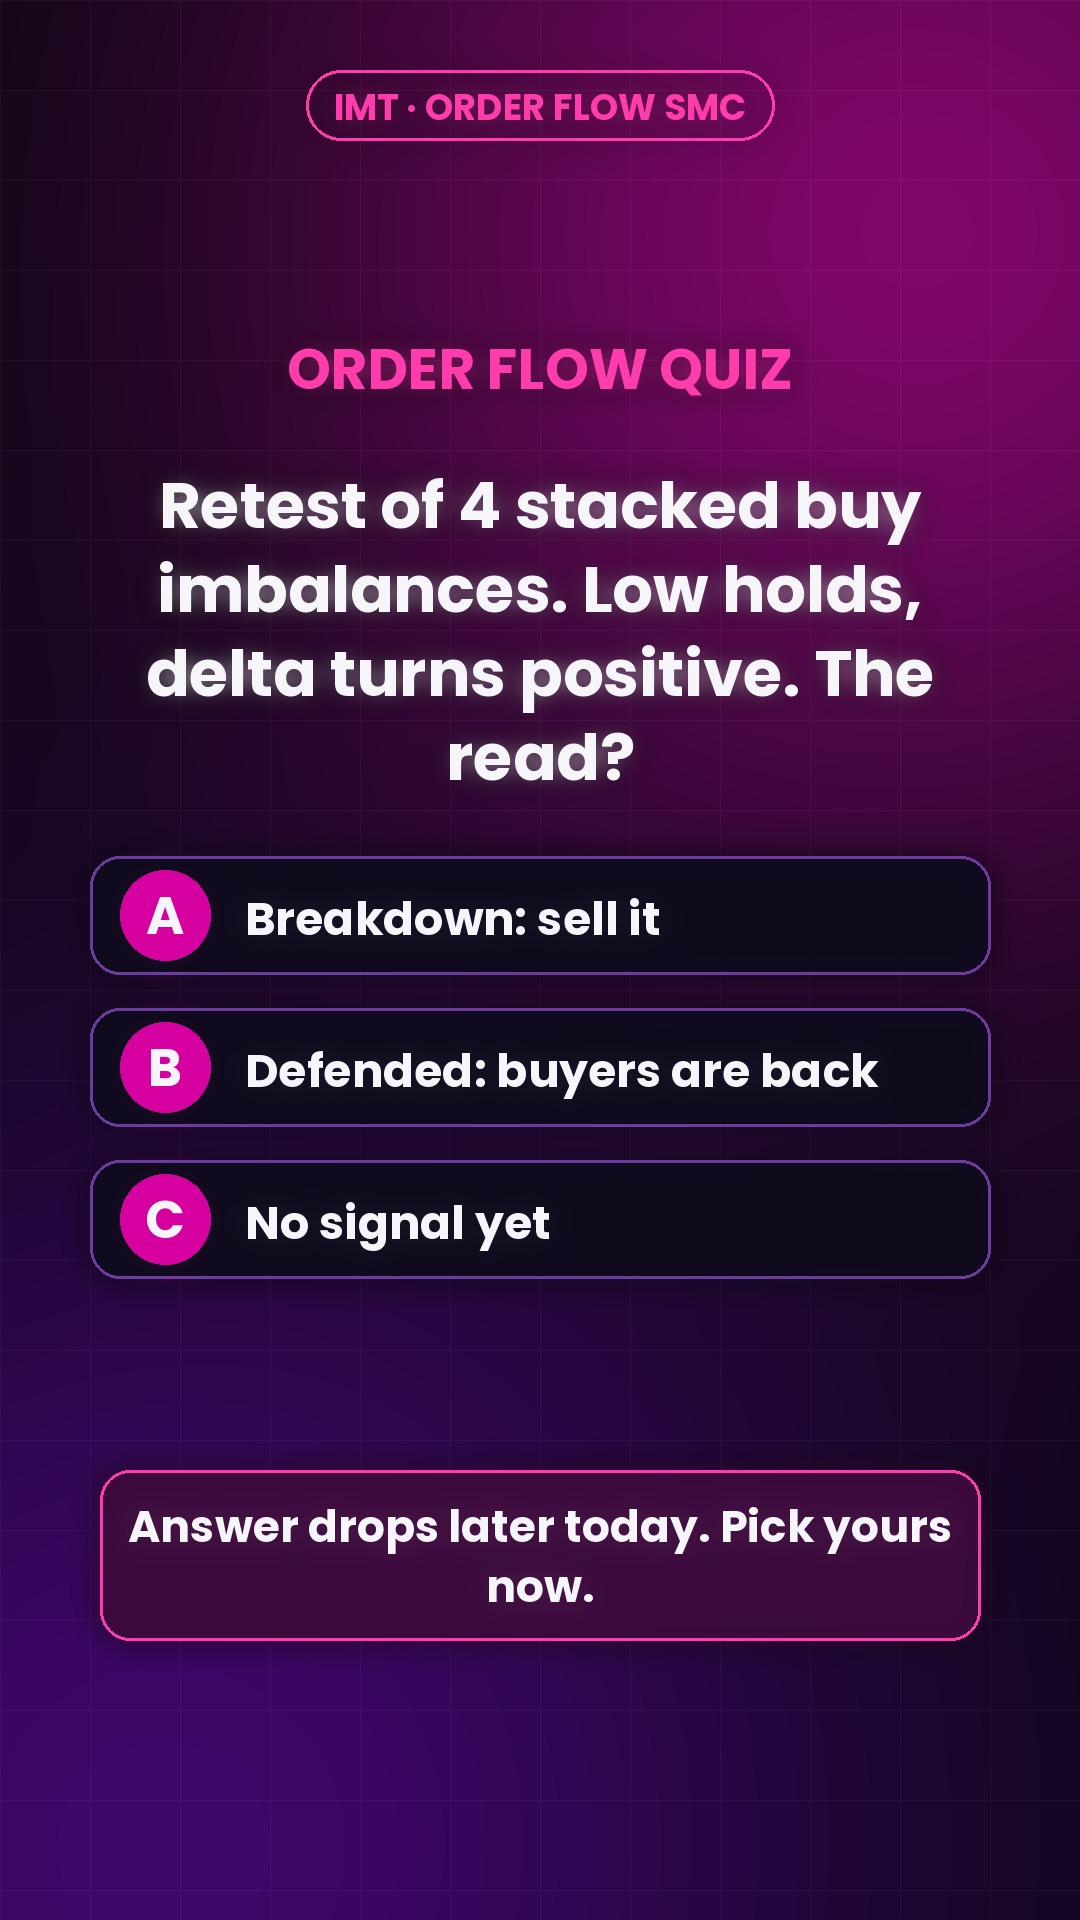 IMT · ORDER FLOW SMC
ORDER FLOW QUIZ
Retest of 4 stacked buy
imbalances. Low holds,
delta turns positive. The
read?
A Breakdown: sell it
B Defended: buyers are back
C No signal yet
Answer drops later today. Pick yours
now.